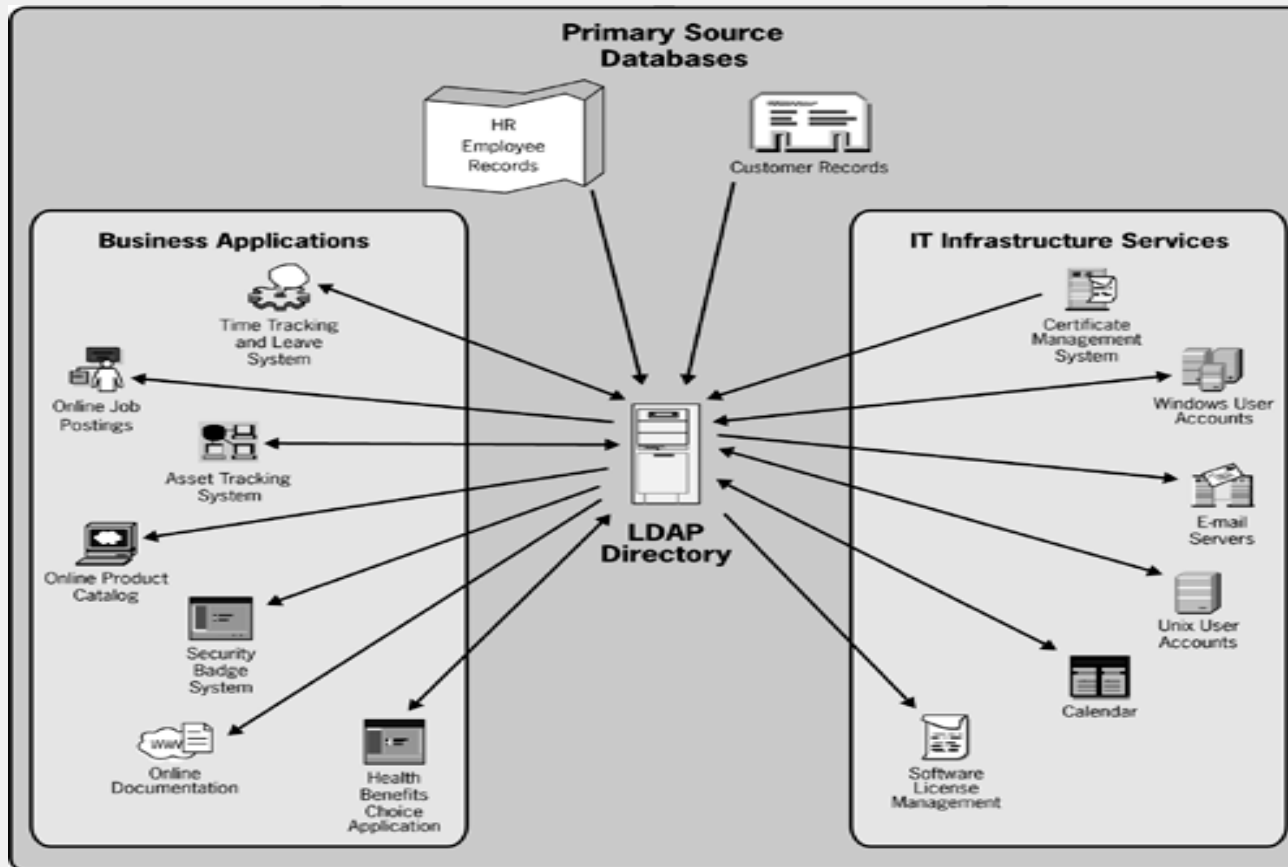 Primary Source
Databases
HR
Employee
Records
Customer Records
Business Applications
Time Tracking
and Leave
System
Online Job
Postings
Asset Tracking
System
Online Product
Catalog
Security
Badge
System
WWW
Online
Documentation
Health
Benefits
Choice
Application
LDAP
Directory
IT Infrastructure Services
Certificate
Management
System
Windows User
Accounts
E-mail
Servers
Unix User
Accounts
Calendar
Software
License
Management